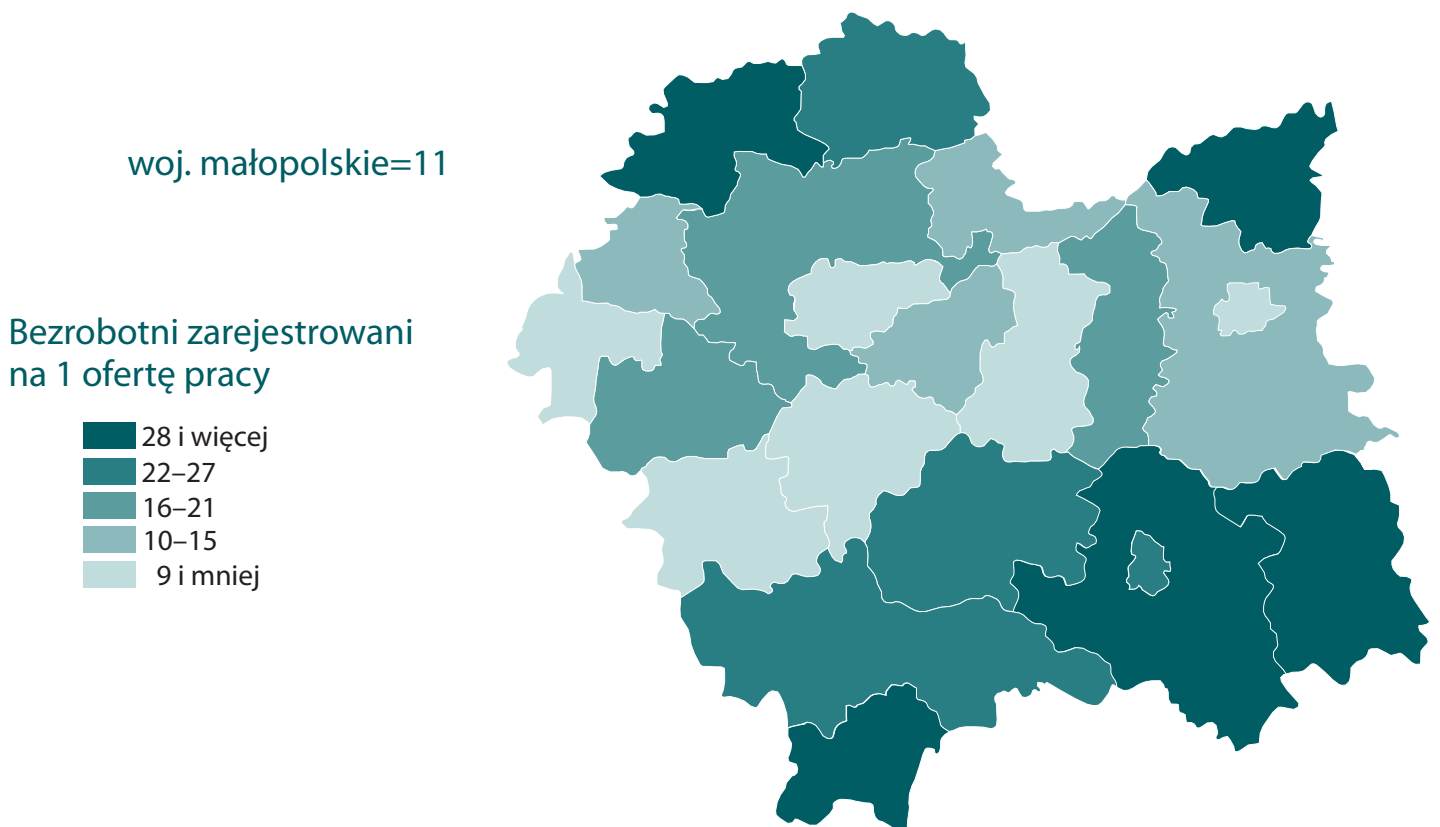 woj. małopolskie=11
Bezrobotni zarejestrowani
na 1 ofertę pracy
28 i więcej
22–27
16–21
10–15
9 i mniej